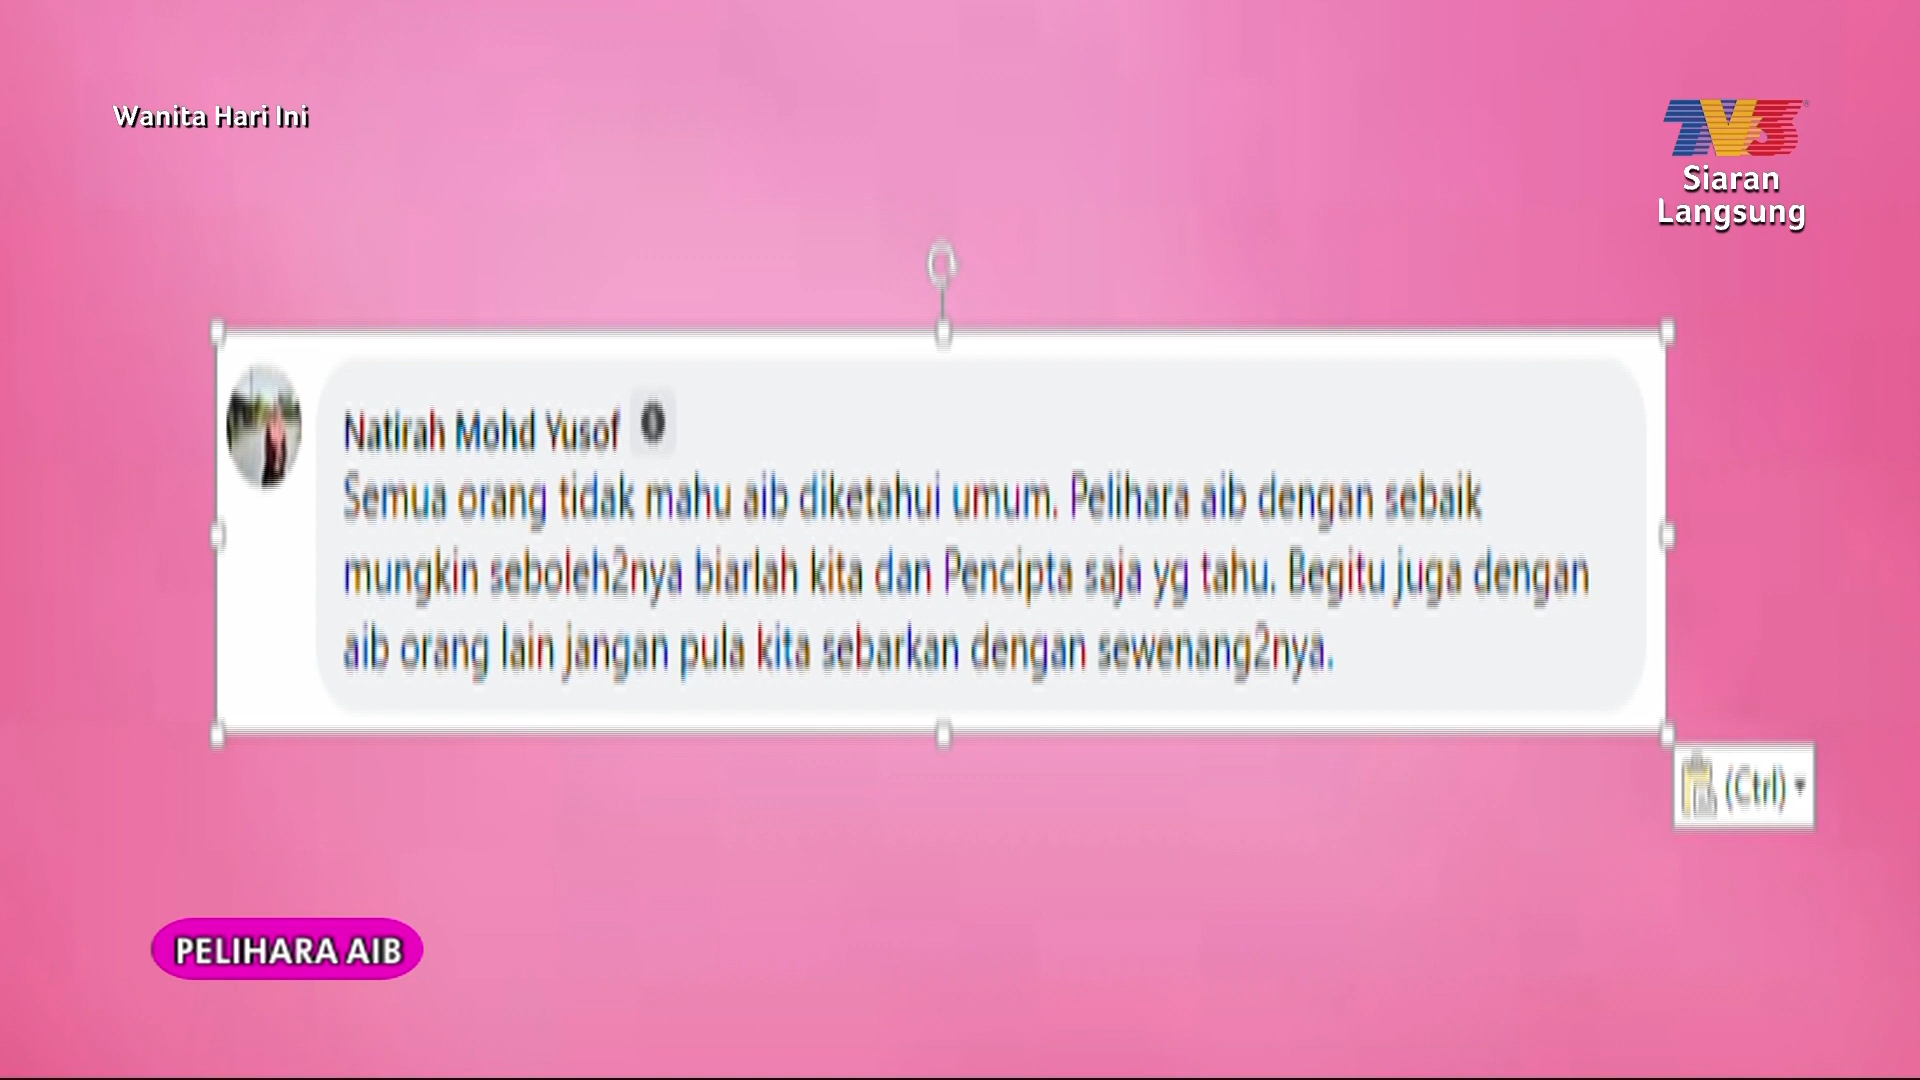 Wanita Hari Ini
TV3
Siaran
Langsung
Natirah Mohd Yusof
Semua orang tidak mahu aib diketahui umum. Pelihara aib dengan sebaik
mungkin seboleh2nya biarlah kita dan Pencipta saja yg tahu. Begitu juga dengan
aib orang lain jangan pula kita sebarkan dengan sewenang2nya.
(Ctrl)
PELIHARA AIB